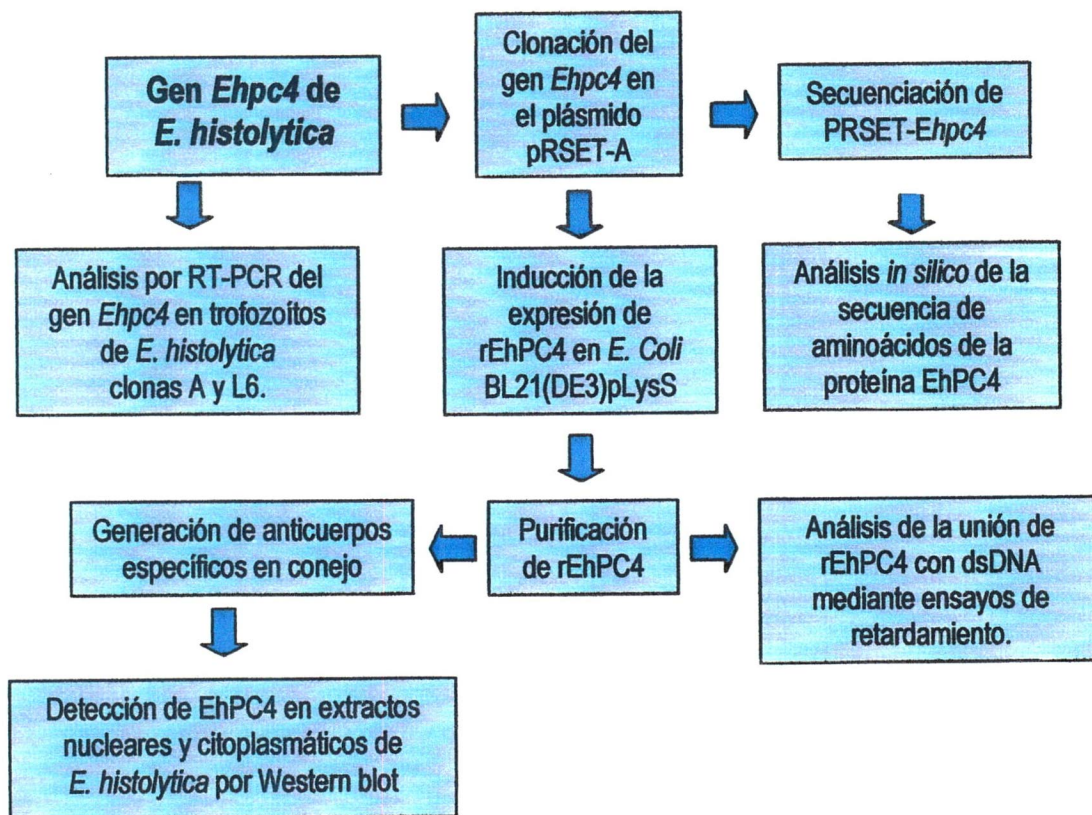 Gen Ehpc4 de
E. histolytica
Clonación del
gen Ehpc4 en
el plásmido
pRSET-A
Secuenciación de
PRSET-Ehpc4
Análisis por RT-PCR del
gen Ehpc4 en trofozoítos
de E. histolytica
clonas A y L6.
Inducción de la
expresión de
rEhPC4 en E. Coli
BL21(DE3)pLysS
Análisis in silico de la
secuencia de
aminoácidos de la
proteína EhPC4
Generación de anticuerpos
específicos en conejo
Purificación
de rEhPC4
Análisis de la unión de
rEhPC4 con dsDNA
mediante ensayos de
retardamiento.
Detección de EhPC4 en extractos
nucleares y citoplasmáticos de
E. histolytica por Western blot